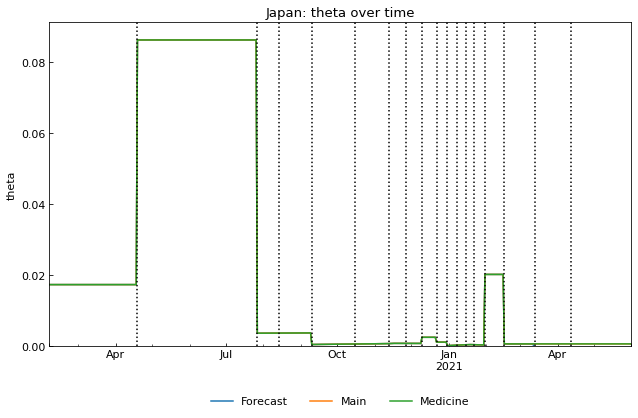 Japan: theta over time
theta
0.08
0.06
0.04
0.02
0.00
Apr Jul Oct Jan Apr
2021
Forecast Main Medicine